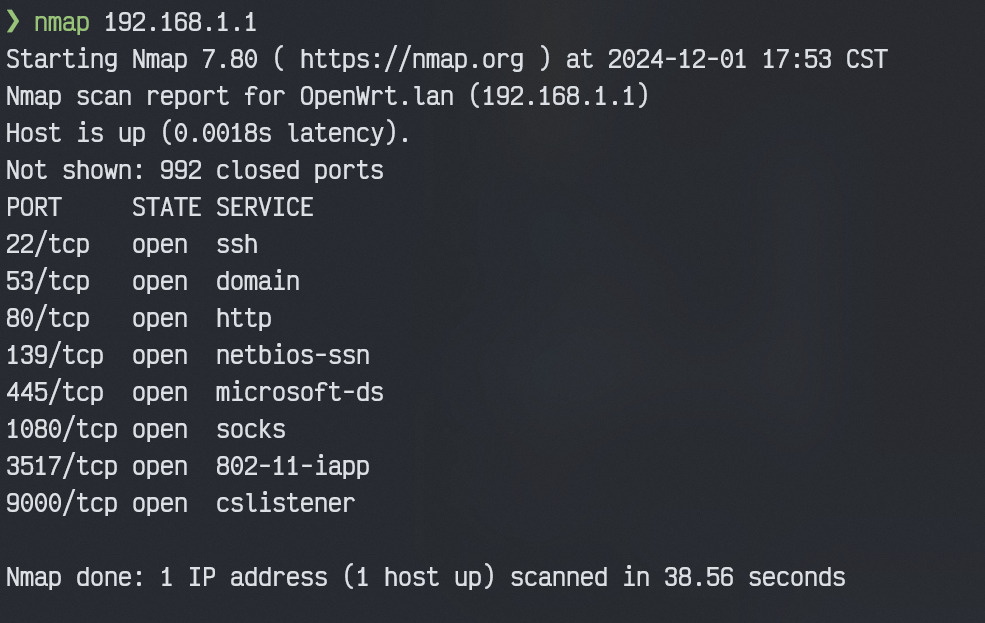 ❯ nmap 192.168.1.1
Starting Nmap 7.80 ( https://nmap.org ) at 2024-12-01 17:53 CST
Nmap scan report for OpenWrt.lan (192.168.1.1)
Host is up (0.0018s latency).
Not shown: 992 closed ports
PORT     STATE SERVICE
22/tcp   open  ssh
53/tcp   open  domain
80/tcp   open  http
139/tcp  open  netbios-ssn
445/tcp  open  microsoft-ds
1080/tcp open  socks
3517/tcp open  802-11-iapp
9000/tcp open  cslistener
Nmap done: 1 IP address (1 host up) scanned in 38.56 seconds